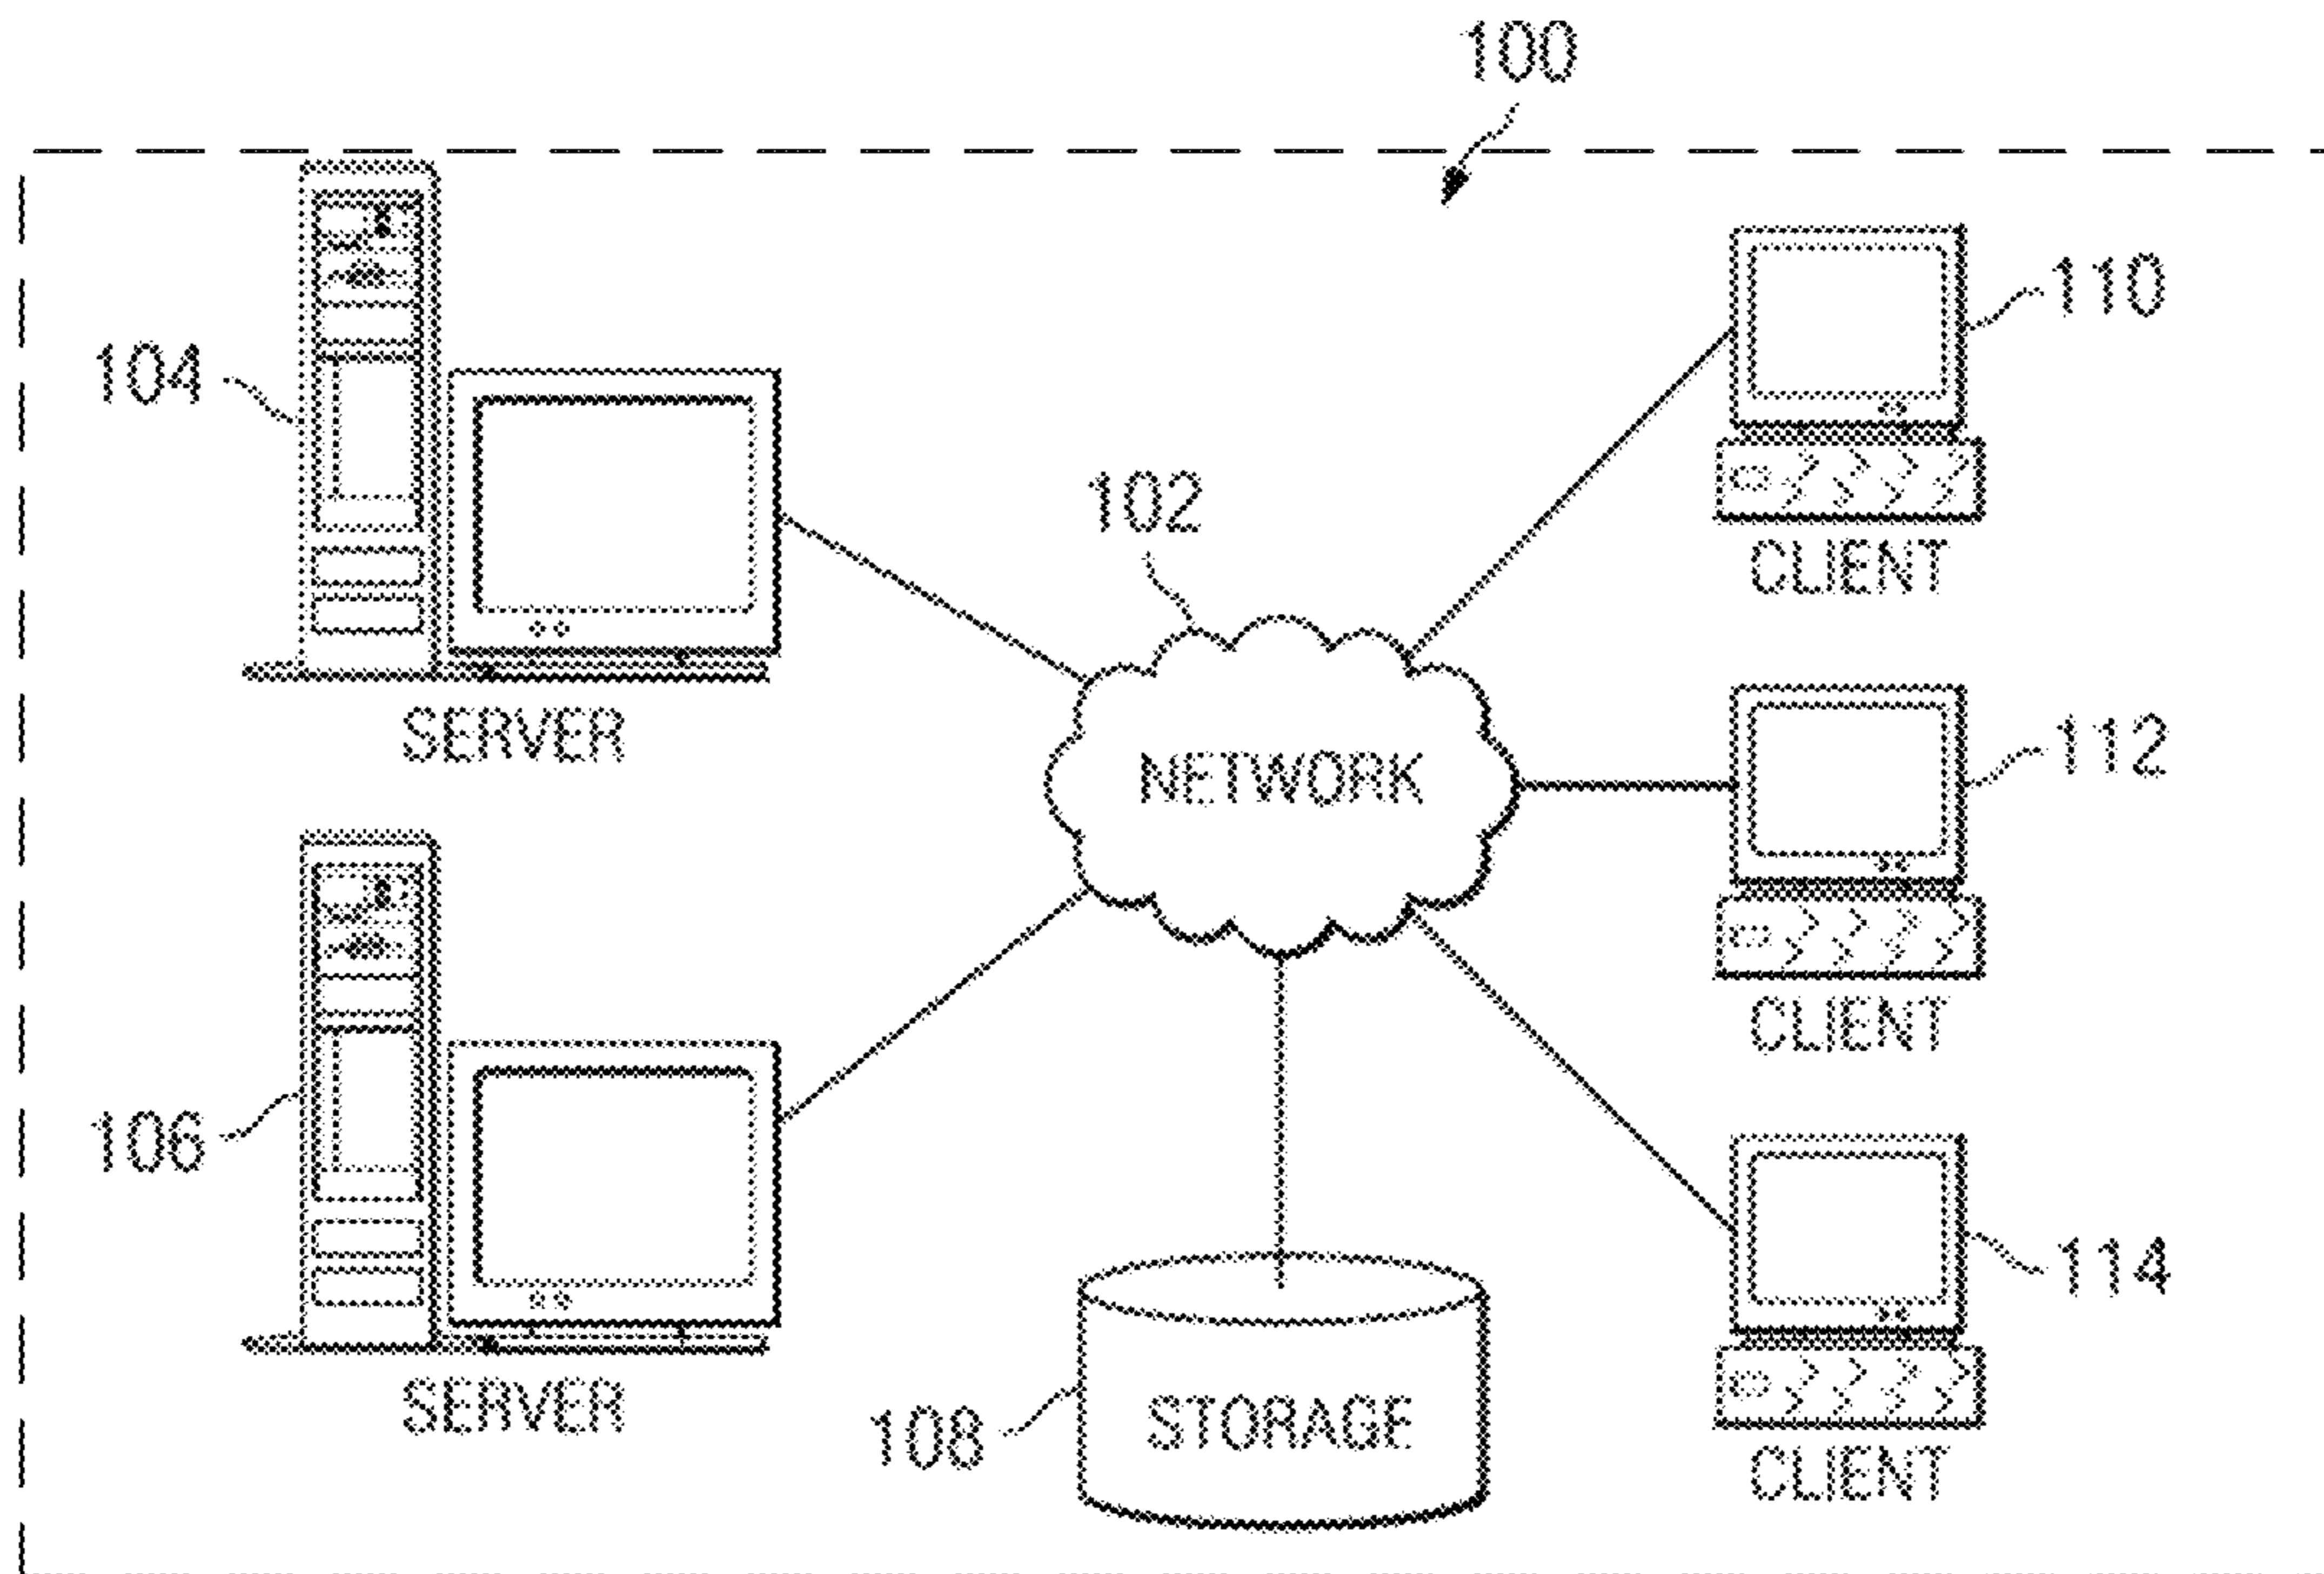 100
104
110
102
CLIENT
SERVER
NETWORK
112
CLIENT
106
114
108
STORAGE
SERVER
CLIENT